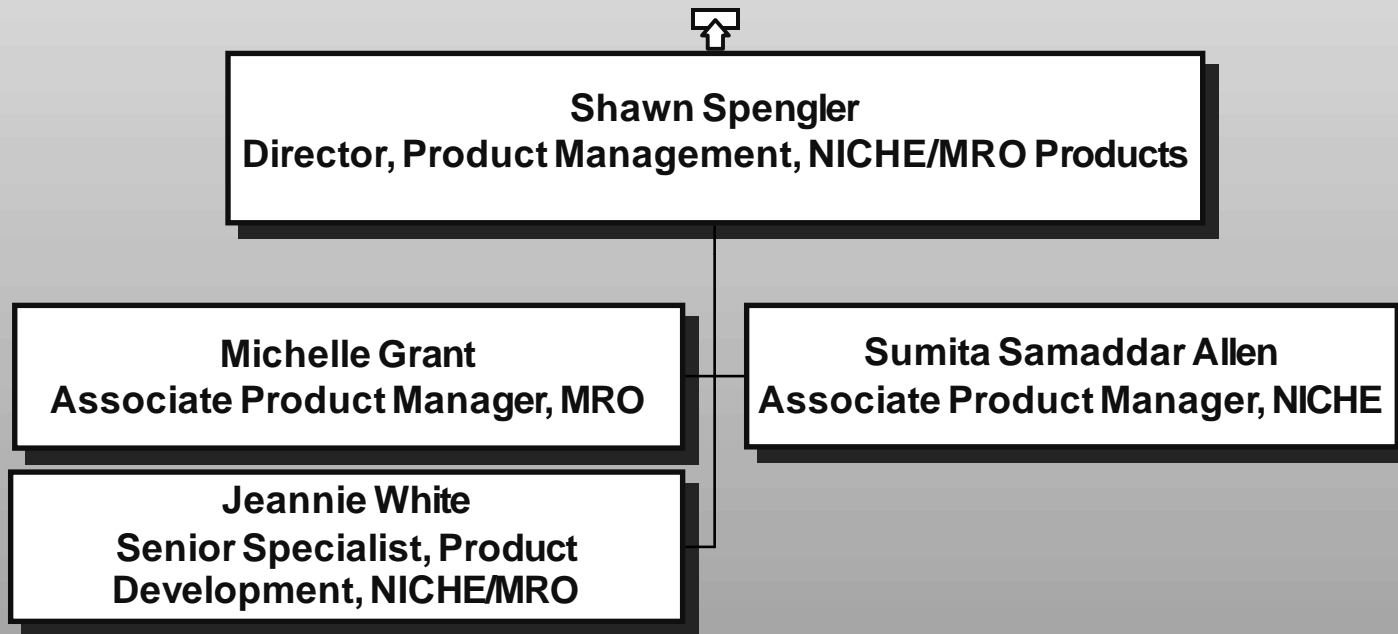 Shawn Spengler
Director, Product Management, NICHE/MRO Products
Michelle Grant
Associate Product Manager, MRO
Sumita Samaddar Allen
Associate Product Manager, NICHE
Jeannie White
Senior Specialist, Product
Development, NICHE/MRO